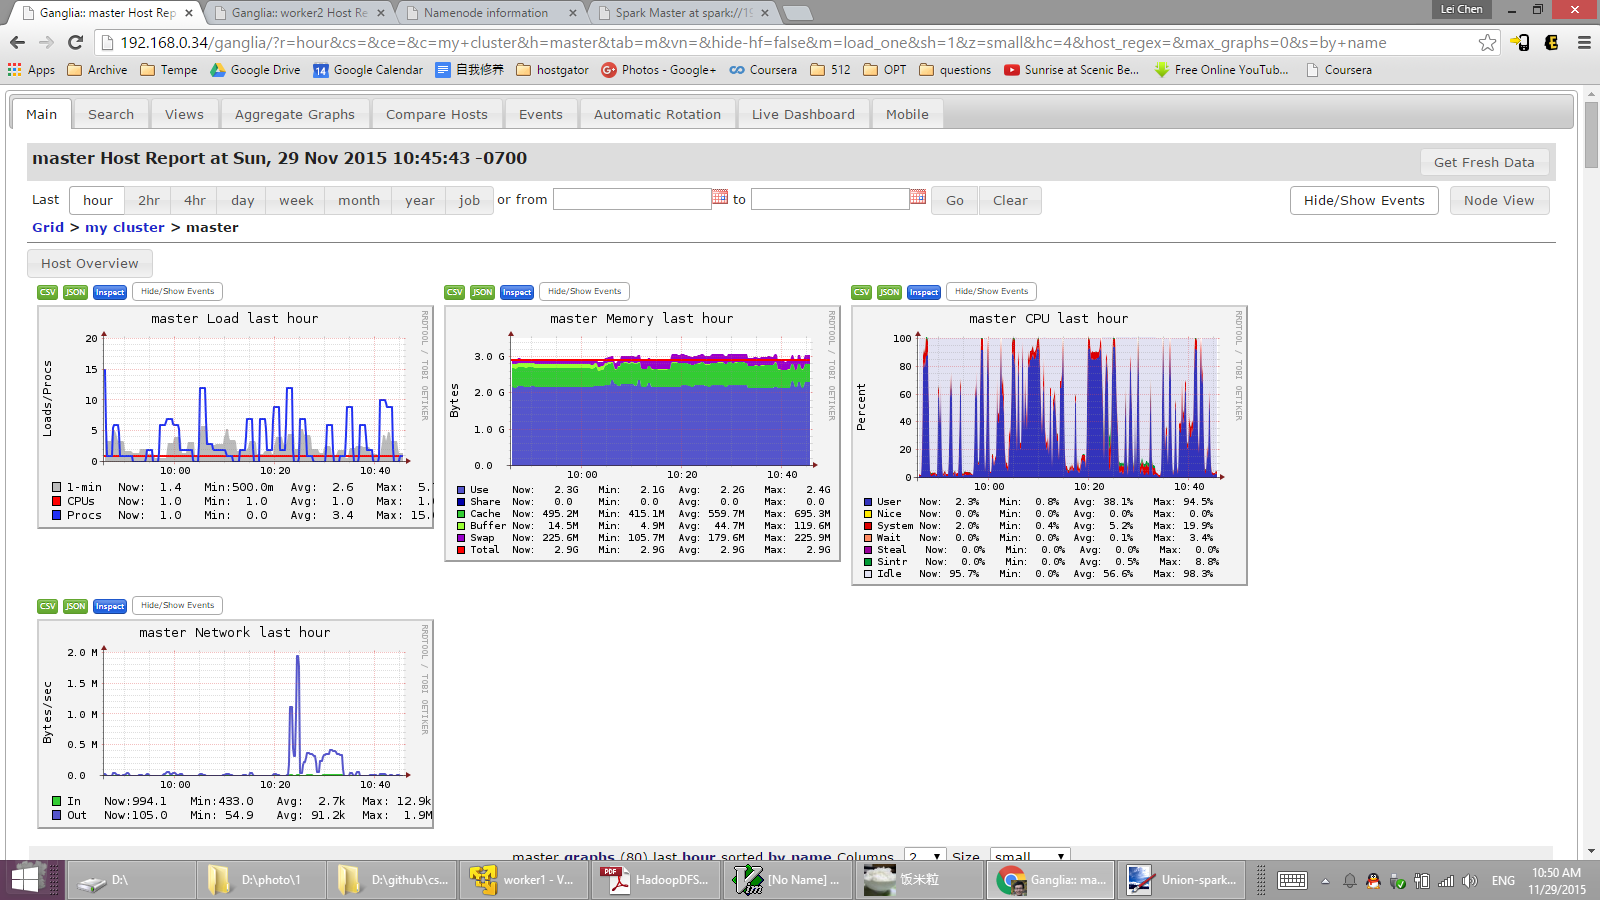 Ganglia:: master Host Rep
Ganglia:: worker2 Host Re
Namenode information
Spark Master at spark://19
Lei Chen
192.168.0.34/ganglia/?r=hour&cs=&ce=&c=my+cluster&h=master&tab=m&vn=&hide-hf=false&m=load_one&sh=1&z=small&hc=4&host_regex=&max_graphs=0&s=by+name
Apps Archive Tempe Google Drive 14 Google Calendar 自我修养 hostgator Photos - Google+ Coursera 512 OPT questions Sunrise at Scenic Be... Free Online YouTub... Coursera
Main Search Views Aggregate Graphs Compare Hosts Events Automatic Rotation Live Dashboard Mobile
master Host Report at Sun, 29 Nov 2015 10:45:43 -0700
Get Fresh Data
Last hour 2hr 4hr day week month year job or from to Go Clear
Hide/Show Events Node View
Grid > my cluster > master
Host Overview
CSV JSON Inspect Hide/Show Events
master Load last hour
RRDTOOL / TOBI OETIKER
Loads/Procs
20
15
10
5
0
10:00 10:20 10:40
1-min Now: 1.4 Min:500.0m Avg: 2.6 Max: 5.
CPUs Now: 1.0 Min: 1.0 Avg: 1.0 Max: 1.
Procs Now: 1.0 Min: 0.0 Avg: 3.4 Max: 15.
CSV JSON Inspect Hide/Show Events
master Memory last hour
RRDTOOL / TOBI OETIKER
Bytes
3.0 G
2.0 G
1.0 G
0.0
10:00 10:20 10:40
Use Now: 2.3G Min: 2.1G Avg: 2.2G Max: 2.4G
Share Now: 0.0 Min: 0.0 Avg: 0.0 Max: 0.0
Cache Now: 495.2M Min: 415.1M Avg: 559.7M Max: 695.3M
Buffer Now: 14.5M Min: 4.9M Avg: 44.7M Max: 119.6M
Swap Now: 225.6M Min: 105.7M Avg: 179.6M Max: 225.9M
Total Now: 2.9G Min: 2.9G Avg: 2.9G Max: 2.9G
CSV JSON Inspect Hide/Show Events
master CPU last hour
RRDTOOL / TOBI OETIKER
Percent
100
80
60
40
20
0
10:00 10:20 10:40
User Now: 2.3% Min: 0.8% Avg: 38.1% Max: 94.5%
Nice Now: 0.0% Min: 0.0% Avg: 0.0% Max: 0.0%
System Now: 2.0% Min: 0.4% Avg: 5.2% Max: 19.9%
Wait Now: 0.0% Min: 0.0% Avg: 0.1% Max: 3.4%
Steal Now: 0.0% Min: 0.0% Avg: 0.0% Max: 0.0%
Sintr Now: 0.0% Min: 0.0% Avg: 0.5% Max: 8.8%
Idle Now: 95.7% Min: 0.0% Avg: 56.6% Max: 98.3%
CSV JSON Inspect Hide/Show Events
master Network last hour
RRDTOOL / TOBI OETIKER
Bytes/sec
2.0 M
1.5 M
1.0 M
0.5 M
0.0
10:00 10:20 10:40
In Now:994.1 Min:433.0 Avg: 2.7k Max: 12.9k
Out Now:105.0 Min: 54.9 Avg: 91.2k Max: 1.9M
master graphs (80) last hour sorted by name Columns 2 Size small
D:\ D:\photo\1 D:\github\cs... worker1 - V... PDF HadoopDFS... Vim [No Name] ... 饭米粒 Ganglia:: ma... Union-spark... ENG
10:50 AM
11/29/2015